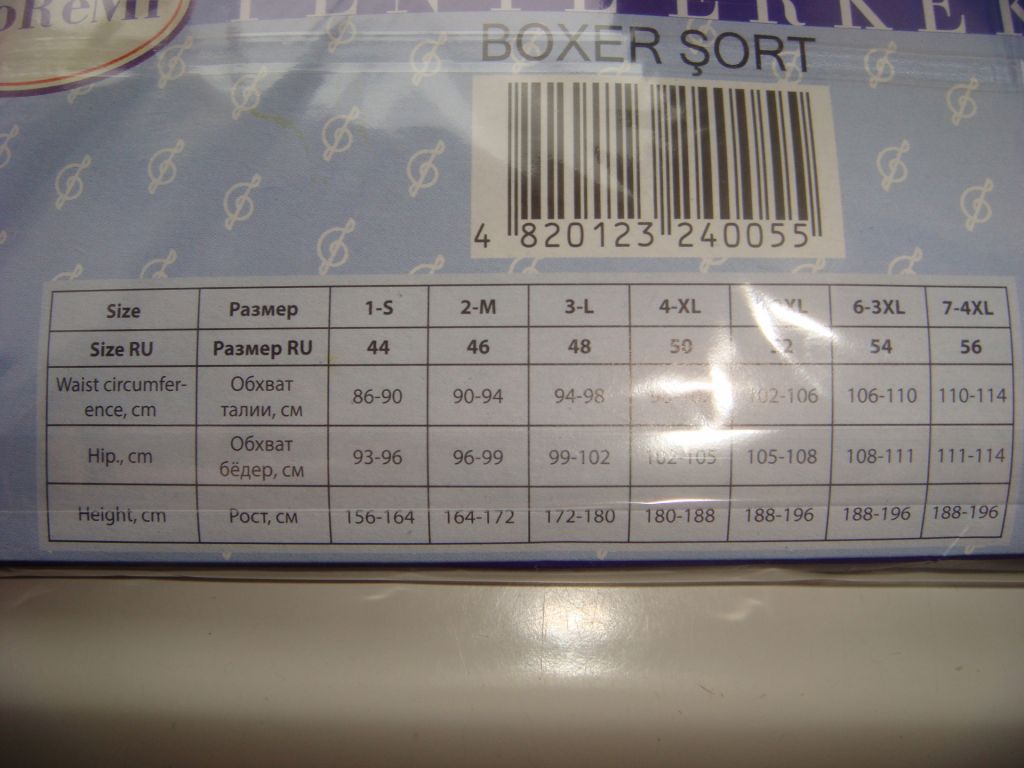 BOXER ŞORT
4 820123 240055
Size Размер 1-S 2-M 3-L 4-XL 6-3XL 7-4XL
Size RU Размер RU 44 46 48 50 52 54 56
Waist circumfer- Обхват
ence, cm талии, см 86-90 90-94 94-98 102-106 106-110 110-114
Hip., cm Обхват
бёдер, см 93-96 96-99 99-102 102-105 105-108 108-111 111-114
Height, cm Рост, см 156-164 164-172 172-180 180-188 188-196 188-196 188-196